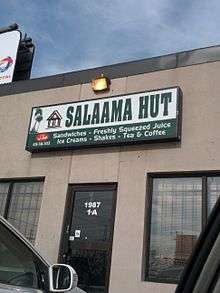 SALAAMA HUT
Sandwiches - Freshly Squeezed Juice
Ice Creams - Shakes - Tea & Coffee
1987
1-A